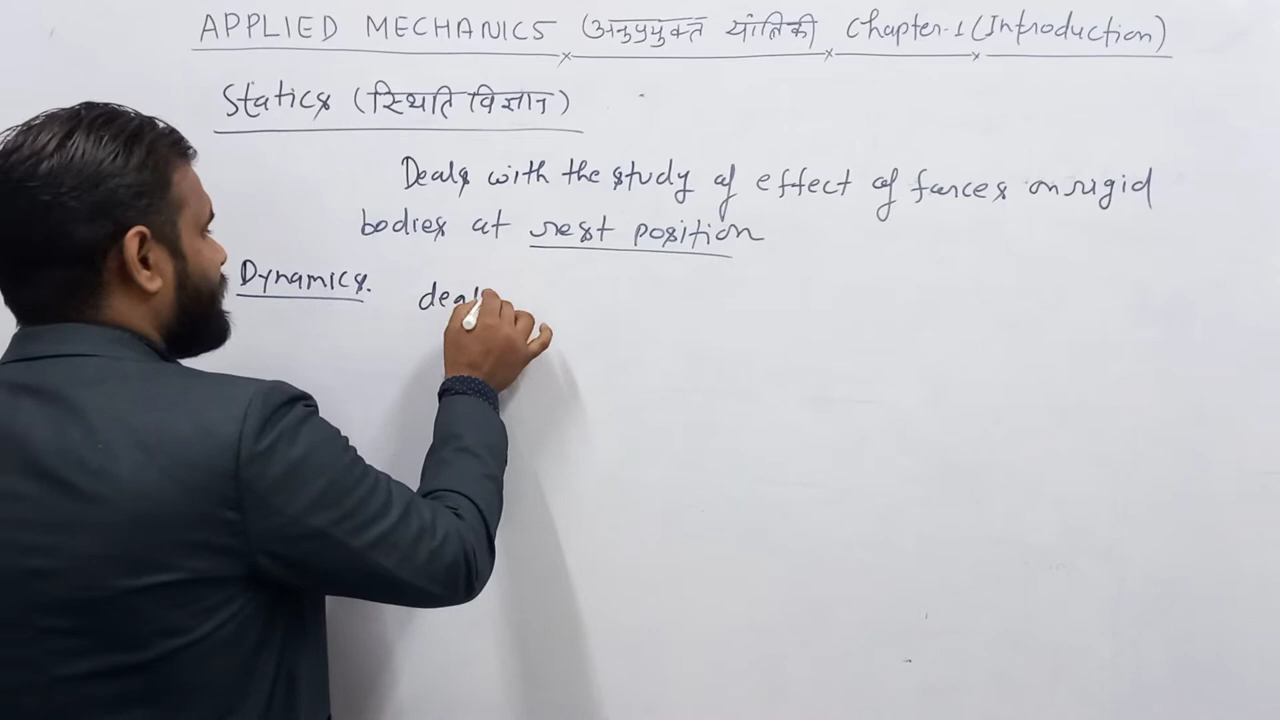 APPLIED MECHANICS (अनुप्रयुक्त यांत्रिकी) Chapter-1 (Introduction)
Statics (स्थिति विज्ञान)
Deals with the study of effect of forces on rigid
bodies at rest position
Dynamics. deal